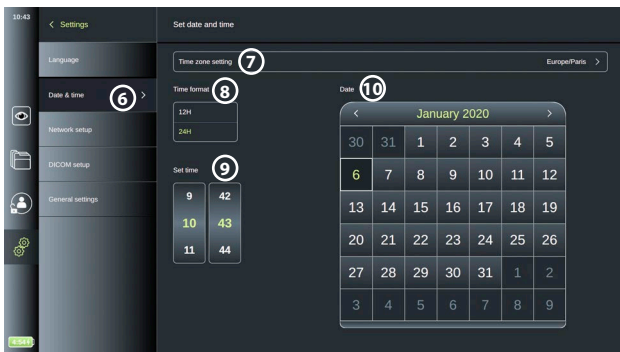 10:43
Settings
Set date and time
Language
Date & time
6
Network setup
DICOM setup
General settings
Time zone setting
7
Europe/Paris
Time format
8
12H
24H
Set time
9
9 42
10 43
11 44
Date
10
January 2020
30 31 1 2 3 4 5
6 7 8 9 10 11 12
13 14 15 16 17 18 19
20 21 22 23 24 25 26
27 28 29 30 31 1 2
3 4 5 6 7 8 9